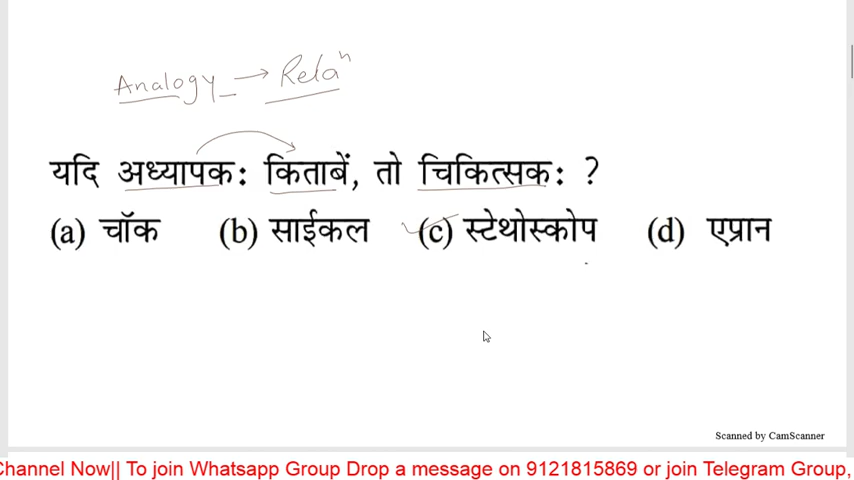 Analogy → Relaⁿ
यदि अध्यापक: किताबें, तो चिकित्सक: ?
(a) चॉक (b) साईकल (c) स्टेथोस्कोप (d) एप्रान
Scanned by CamScanner
Channel Now|| To join Whatsapp Group Drop a message on 9121815869 or join Telegram Group,